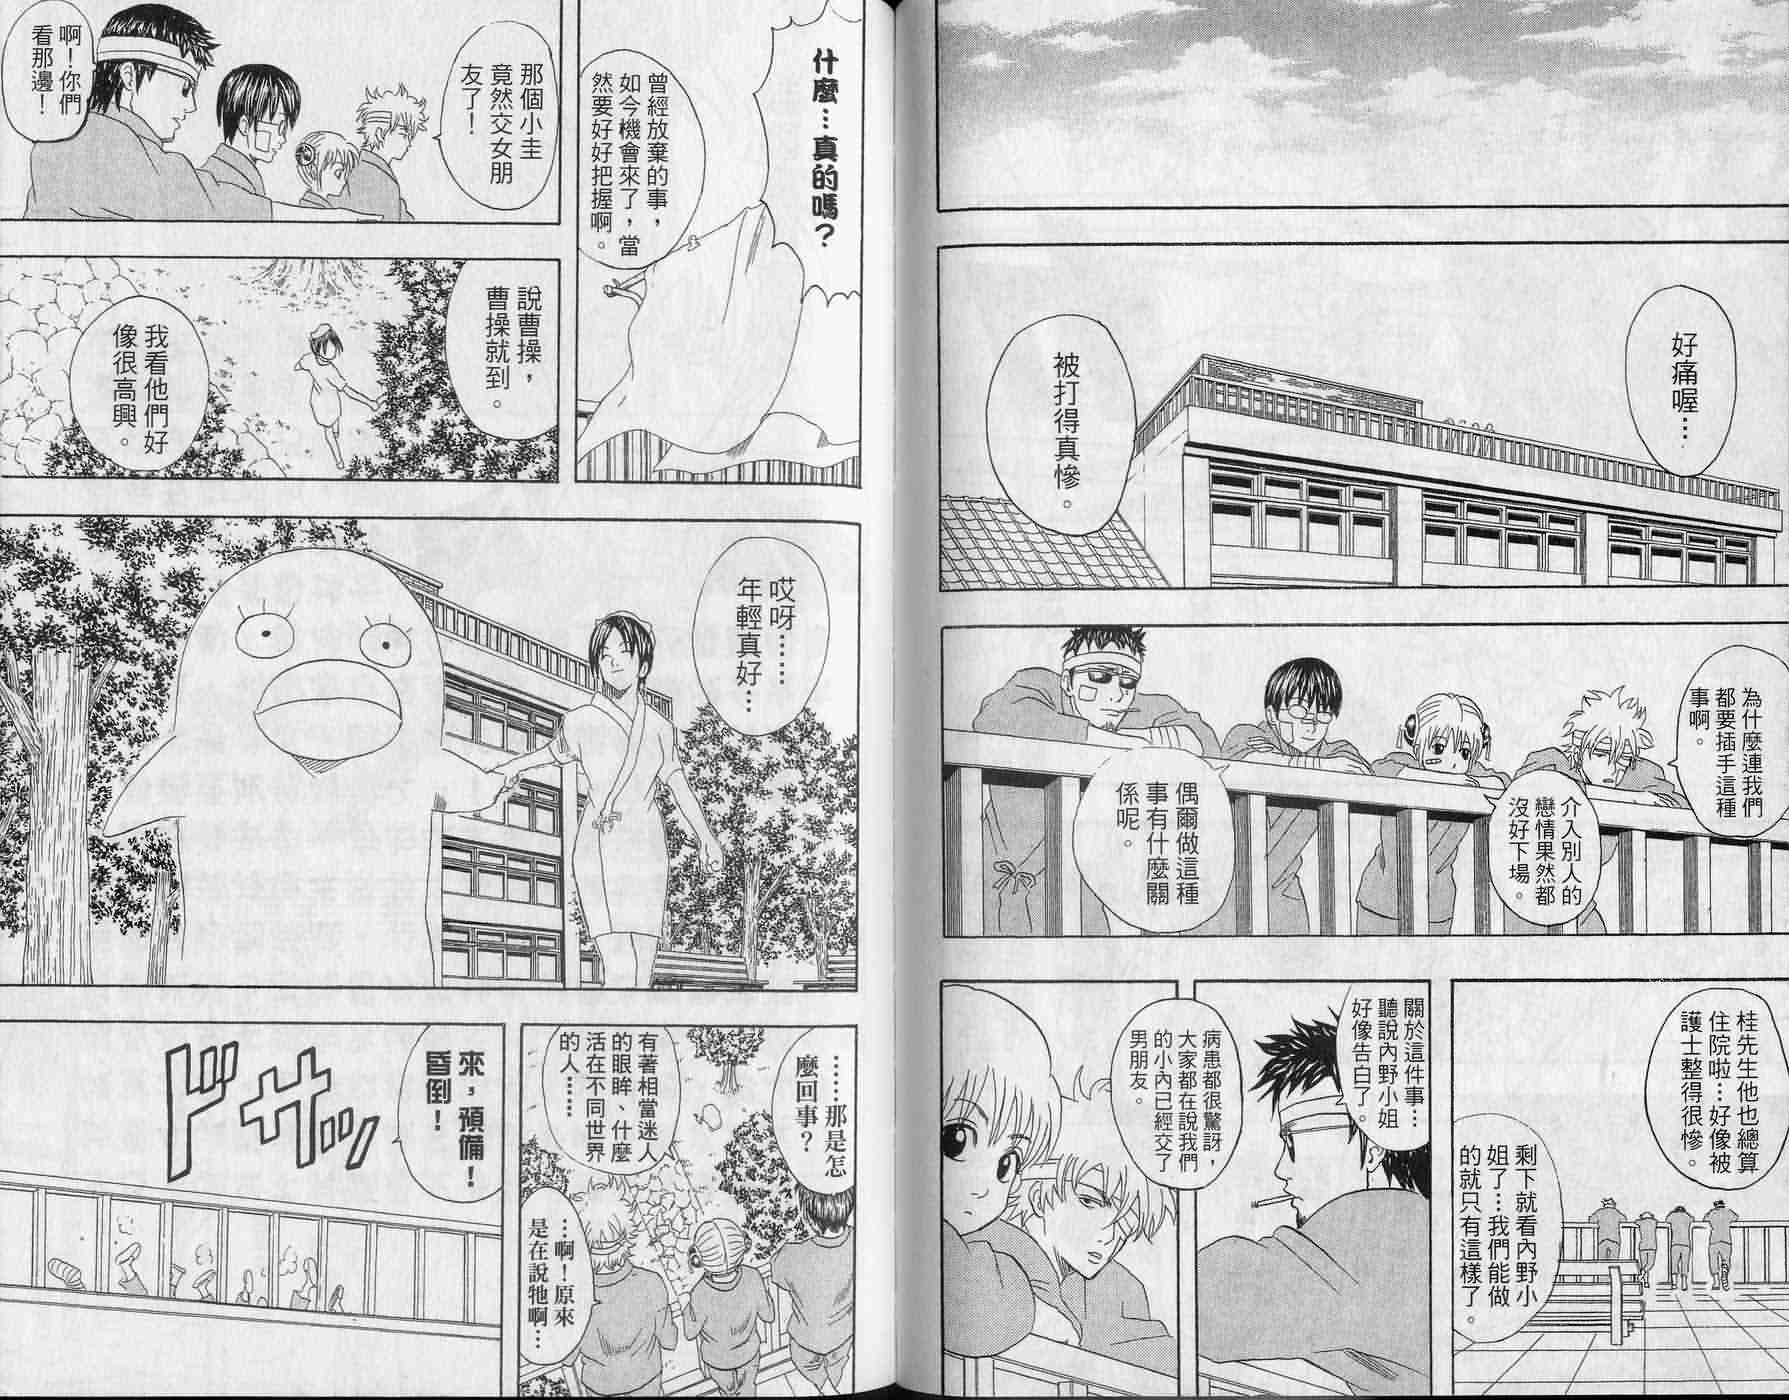 好痛喔…
被打得真慘。
為什麼連我們
都要插手這種
事啊。
介入別人的
戀情果然都
沒好下場。
偶爾做這種
事有什麼關
係呢。
桂先生他也總算
住院啦…好像被
護士整得很慘。
剩下就看內野小
姐了…我們能做
的就只有這樣了。
關於這件事…
聽說內野小姐
好像告白了。
病患都很驚訝，
大家都在說我們
的小內已經交了
男朋友。
什麼…真的嗎？
曾經放棄的事，
如今機會來了，當
然要好好把握啊。
那個小圭
竟然交女朋
友了！
啊！你們
看那邊！
說曹操，
曹操就到。
我看他們好
像很高興。
哎呀……
年輕真好…
……那是怎
麼回事？
有著相當迷人
的眼眸、什麼
活在不同世界
的人……
…啊！原來
是在說牠啊…
來，預備！
昏倒！
ドサッ